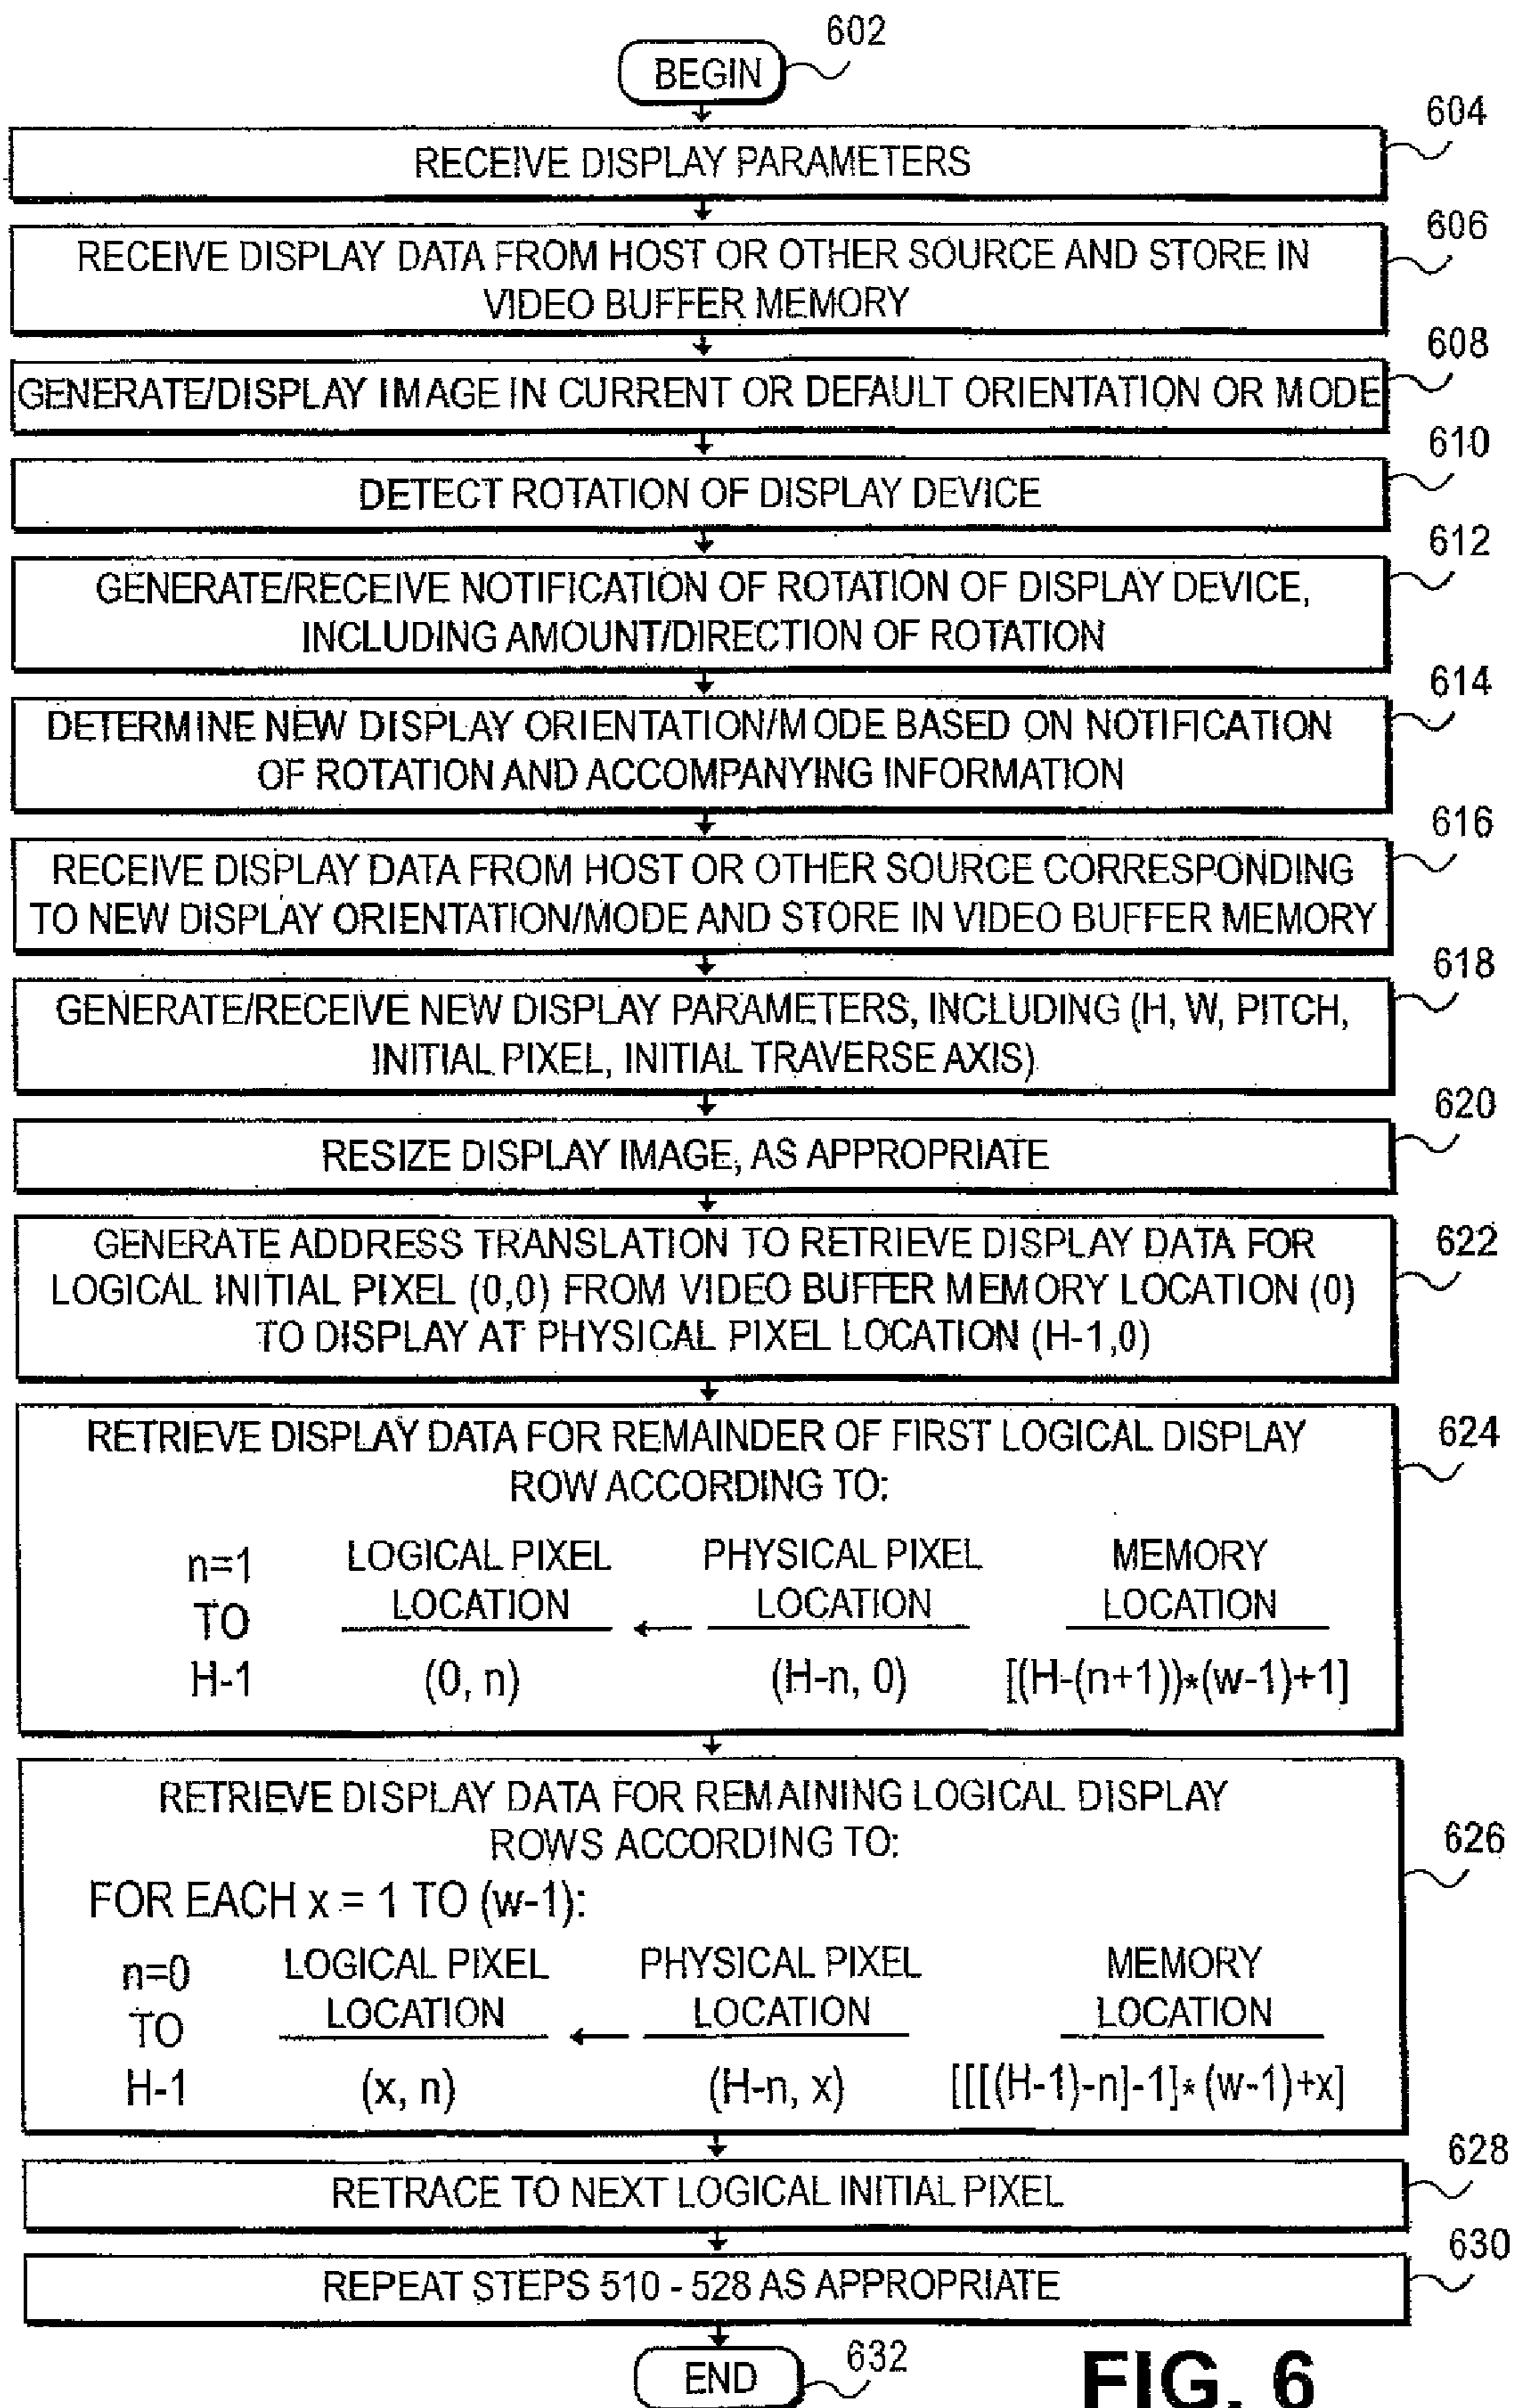 602
BEGIN
604
RECEIVE DISPLAY PARAMETERS
606
RECEIVE DISPLAY DATA FROM HOST OR OTHER SOURCE AND STORE IN
VIDEO BUFFER MEMORY
608
GENERATE/DISPLAY IMAGE IN CURRENT OR DEFAULT ORIENTATION OR MODE
610
DETECT ROTATION OF DISPLAY DEVICE
612
GENERATE/RECEIVE NOTIFICATION OF ROTATION OF DISPLAY DEVICE,
INCLUDING AMOUNT/DIRECTION OF ROTATION
614
DETERMINE NEW DISPLAY ORIENTATION/MODE BASED ON NOTIFICATION
OF ROTATION AND ACCOMPANYING INFORMATION
616
RECEIVE DISPLAY DATA FROM HOST OR OTHER SOURCE CORRESPONDING
TO NEW DISPLAY ORIENTATION/MODE AND STORE IN VIDEO BUFFER MEMORY
618
GENERATE/RECEIVE NEW DISPLAY PARAMETERS, INCLUDING (H, W, PITCH,
INITIAL PIXEL, INITIAL TRAVERSE AXIS)
620
RESIZE DISPLAY IMAGE, AS APPROPRIATE
622
GENERATE ADDRESS TRANSLATION TO RETRIEVE DISPLAY DATA FOR
LOGICAL INITIAL PIXEL (0,0) FROM VIDEO BUFFER MEMORY LOCATION (0)
TO DISPLAY AT PHYSICAL PIXEL LOCATION (H-1,0)
624
RETRIEVE DISPLAY DATA FOR REMAINDER OF FIRST LOGICAL DISPLAY
ROW ACCORDING TO:
n=1 LOGICAL PIXEL PHYSICAL PIXEL MEMORY
TO LOCATION ← LOCATION LOCATION
H-1 (0, n) (H-n, 0) [(H-(n+1))*(w-1)+1]
626
RETRIEVE DISPLAY DATA FOR REMAINING LOGICAL DISPLAY
ROWS ACCORDING TO:
FOR EACH x = 1 TO (w-1):
n=0 LOGICAL PIXEL PHYSICAL PIXEL MEMORY
TO LOCATION ← LOCATION LOCATION
H-1 (x, n) (H-n, x) [[[(H-1)-n]-1]*(w-1)+x]
628
RETRACE TO NEXT LOGICAL INITIAL PIXEL
630
REPEAT STEPS 510 - 528 AS APPROPRIATE
END
632
FIG. 6